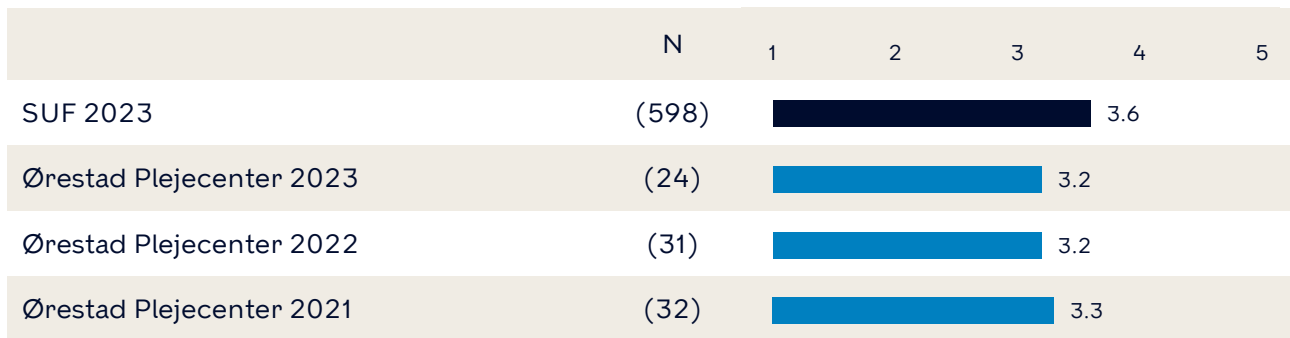 N 1 2 3 4 5
SUF 2023 (598) 3.6
Ørestad Plejecenter 2023 (24) 3.2
Ørestad Plejecenter 2022 (31) 3.2
Ørestad Plejecenter 2021 (32) 3.3